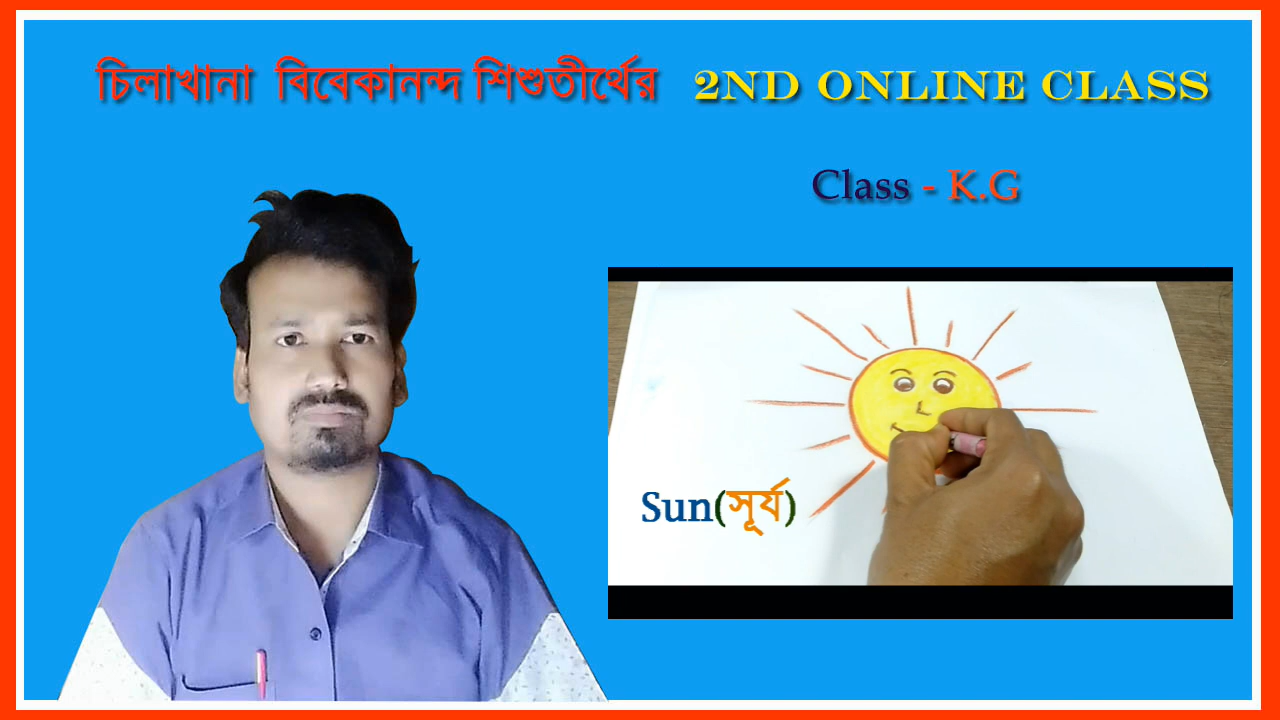 চিলাখানা বিবেকানন্দ শিশুতীর্থের 2ND ONLINE CLASS
Class - K.G
Sun(সূর্য)